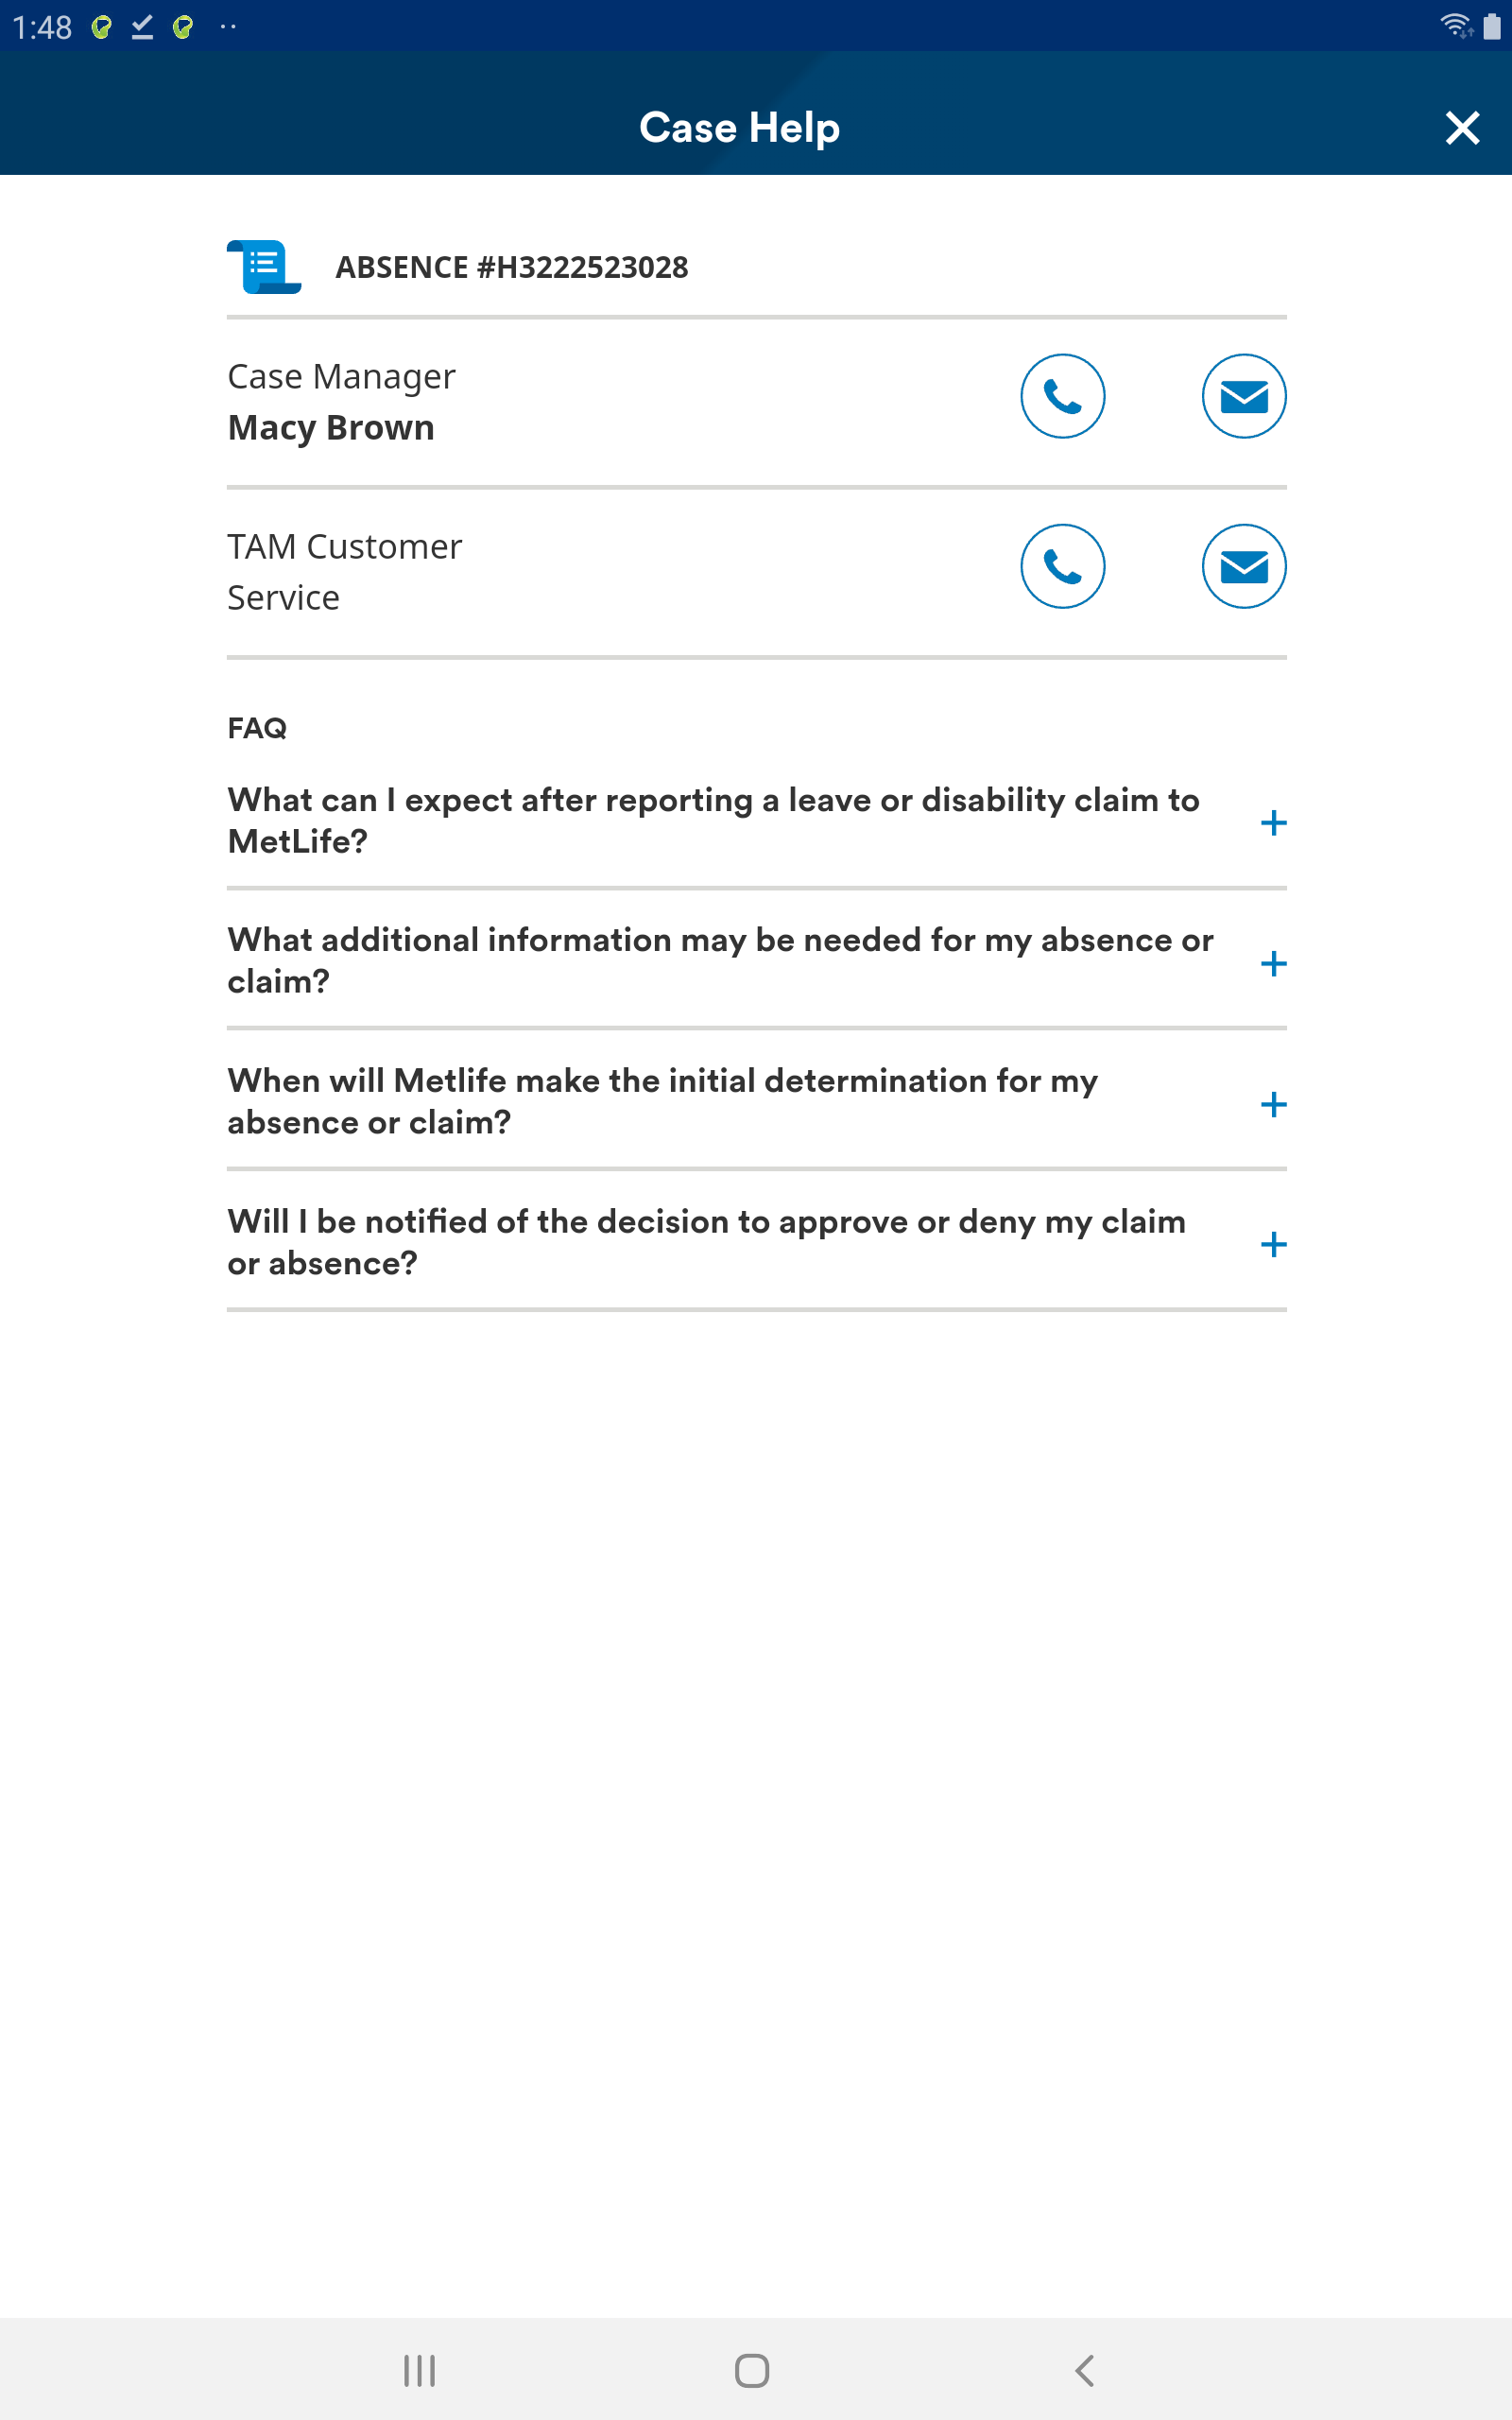 1:48
Case Help
ABSENCE #H3222523028
Case Manager
Macy Brown
TAM Customer
Service
FAQ
What can I expect after reporting a leave or disability claim to
MetLife?
What additional information may be needed for my absence or
claim?
When will Metlife make the initial determination for my
absence or claim?
Will I be notified of the decision to approve or deny my claim
or absence?